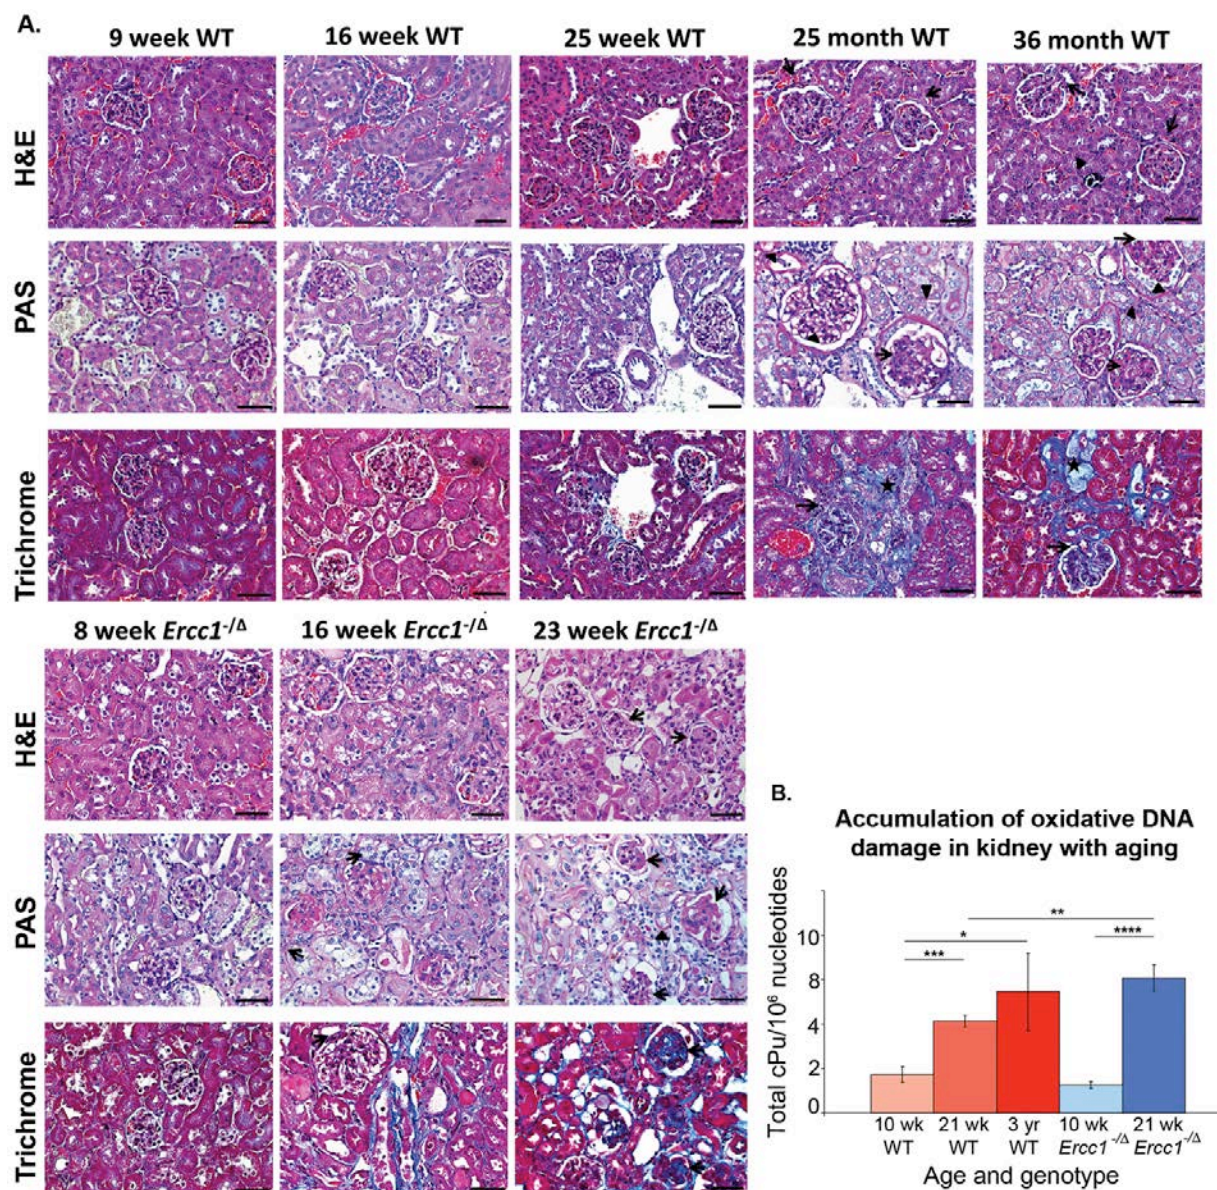 A.
9 week WT 16 week WT 25 week WT 25 month WT 36 month WT
H&E
PAS
Trichrome
8 week Ercc1-/Δ 16 week Ercc1-/Δ 23 week Ercc1-/Δ
H&E
PAS
Trichrome
B.
Accumulation of oxidative DNA
damage in kidney with aging
Total cPu/10⁶ nucleotides
10
8
4
2
0
*
***
**
****
10 wk WT
21 wk WT
3 yr WT
10 wk Ercc1-/Δ
21 wk Ercc1-/Δ
Age and genotype